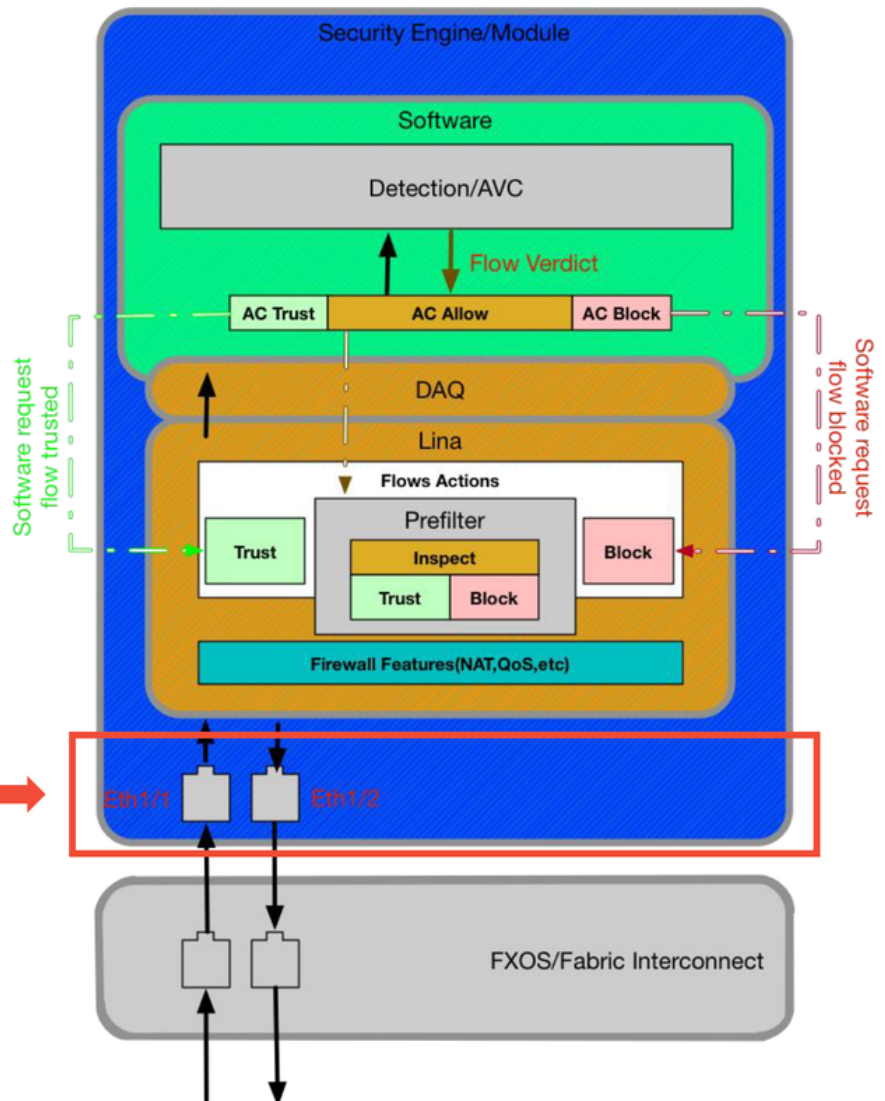 Security Engine/Module
Software
Detection/AVC
Flow Verdict
AC Trust
AC Allow
AC Block
Software request
flow trusted
Software request
flow blocked
DAQ
Lina
Flows Actions
Prefilter
Inspect
Trust
Trust
Block
Block
Firewall Features(NAT,QoS,etc)
Eth1/1
Eth1/2
FXOS/Fabric Interconnect